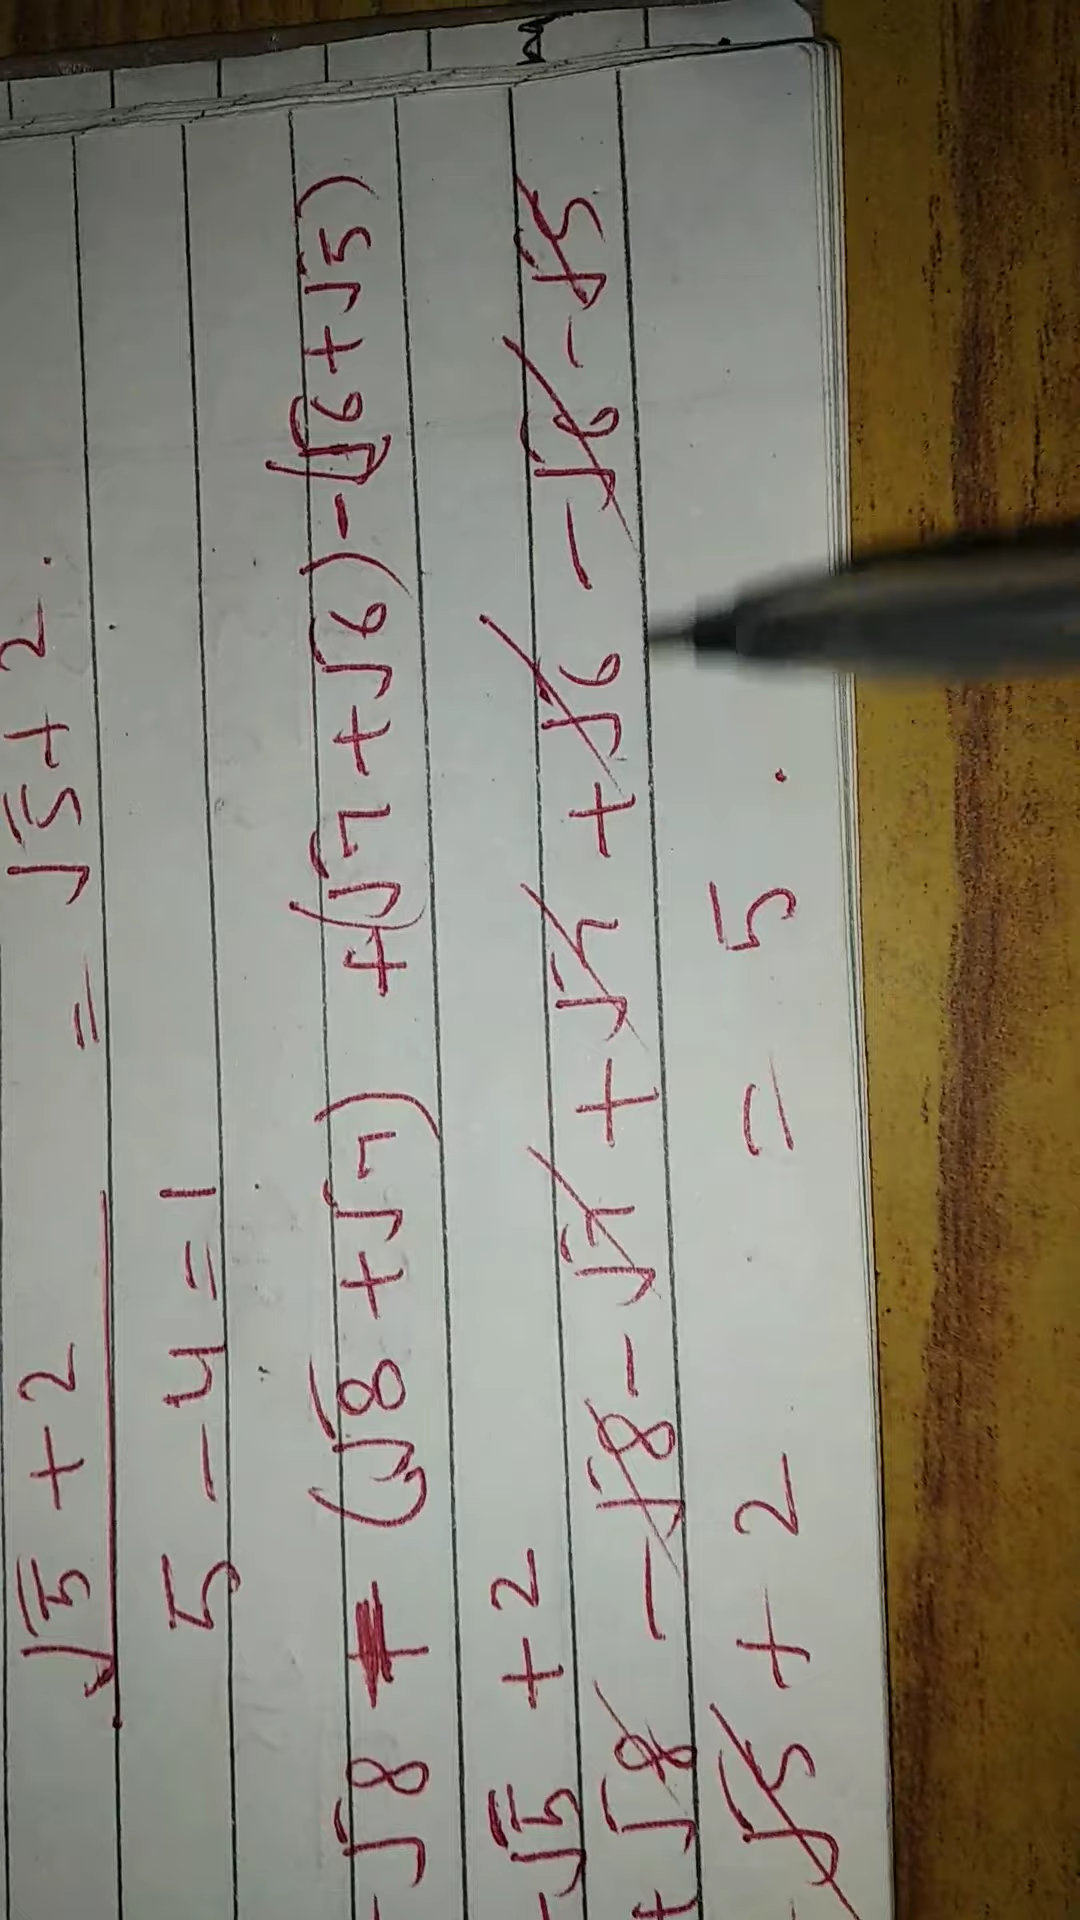 √5 + 2 = √5 + 2.
5 - 4 = 1
- √8 + (√8 + √7) + (√7 + √6) - (√6 + √5)
- √5 + 2
+ √8 - √8 - √7 + √7 + √6 - √6 - √5
- √5 + 2 = 5.